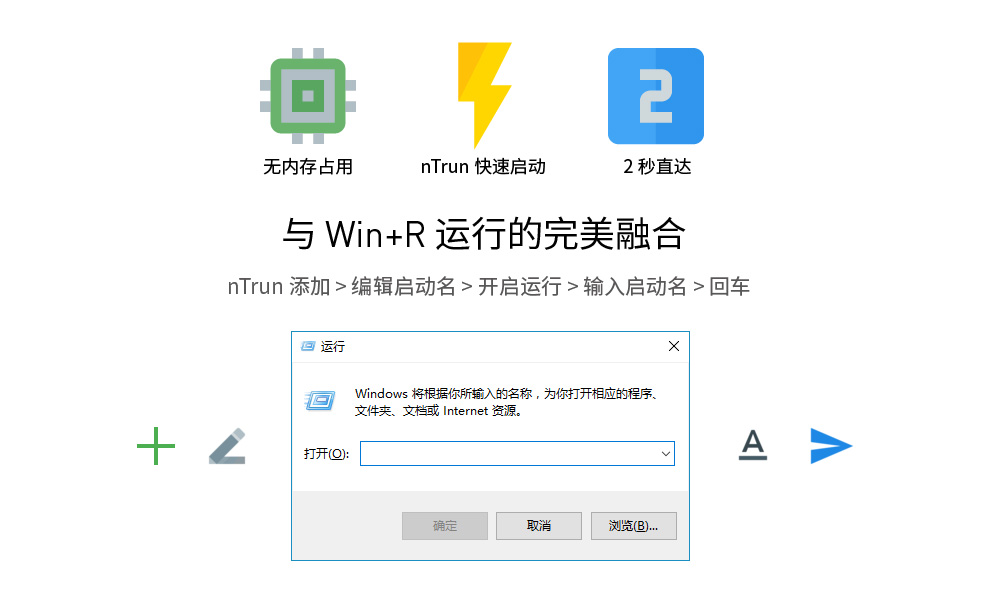 2
无内存占用
nTrun 快速启动
2 秒直达
与 Win+R 运行的完美融合
nTrun 添加 > 编辑启动名 > 开启运行 > 输入启动名 > 回车
运行
Windows 将根据你所输入的名称，为你打开相应的程序、
文件夹、文档或 Internet 资源。
打开(O):
A
确定
取消
浏览(B)...